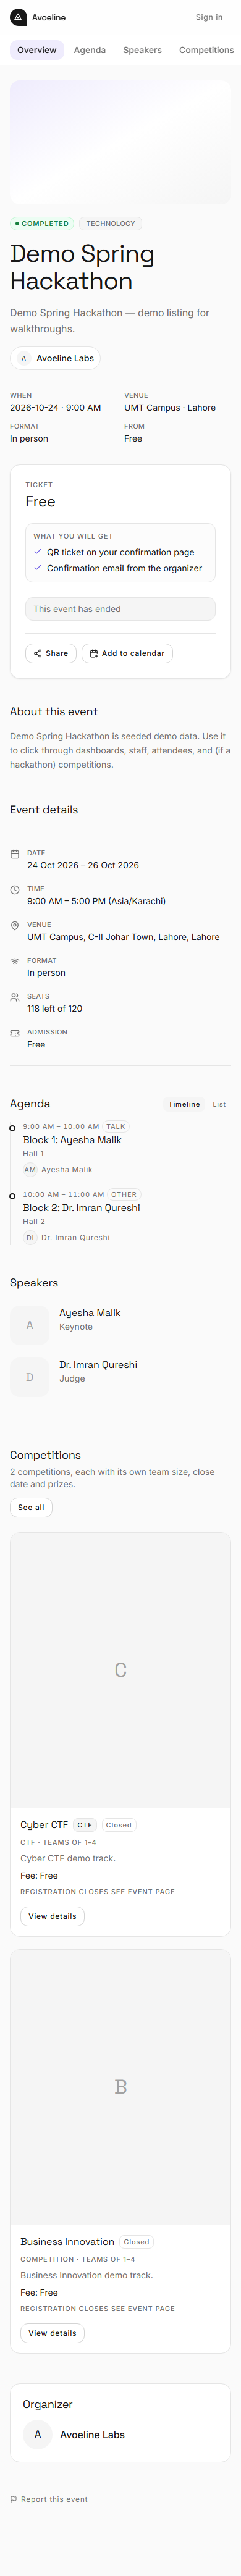 Avoeline
Sign in
Overview Agenda Speakers Competitions
COMPLETED TECHNOLOGY
Demo Spring
Hackathon
Demo Spring Hackathon — demo listing for
walkthroughs.
A Avoeline Labs
WHEN VENUE
2026-10-24 · 9:00 AM UMT Campus · Lahore
FORMAT FROM
In person Free
TICKET
Free
WHAT YOU WILL GET
QR ticket on your confirmation page
Confirmation email from the organizer
This event has ended
Share Add to calendar
About this event
Demo Spring Hackathon is seeded demo data. Use it
to click through dashboards, staff, attendees, and (if a
hackathon) competitions.
Event details
DATE
24 Oct 2026 – 26 Oct 2026
TIME
9:00 AM – 5:00 PM (Asia/Karachi)
VENUE
UMT Campus, C-II Johar Town, Lahore, Lahore
FORMAT
In person
SEATS
118 left of 120
ADMISSION
Free
Agenda Timeline List
9:00 AM – 10:00 AM TALK
Block 1: Ayesha Malik
Hall 1
AM Ayesha Malik
10:00 AM – 11:00 AM OTHER
Block 2: Dr. Imran Qureshi
Hall 2
DI Dr. Imran Qureshi
Speakers
A
Ayesha Malik
Keynote
D
Dr. Imran Qureshi
Judge
Competitions
2 competitions, each with its own team size, close
date and prizes.
See all
C
Cyber CTF CTF Closed
CTF · TEAMS OF 1–4
Cyber CTF demo track.
Fee: Free
REGISTRATION CLOSES SEE EVENT PAGE
View details
B
Business Innovation Closed
COMPETITION · TEAMS OF 1–4
Business Innovation demo track.
Fee: Free
REGISTRATION CLOSES SEE EVENT PAGE
View details
Organizer
A Avoeline Labs
Report this event